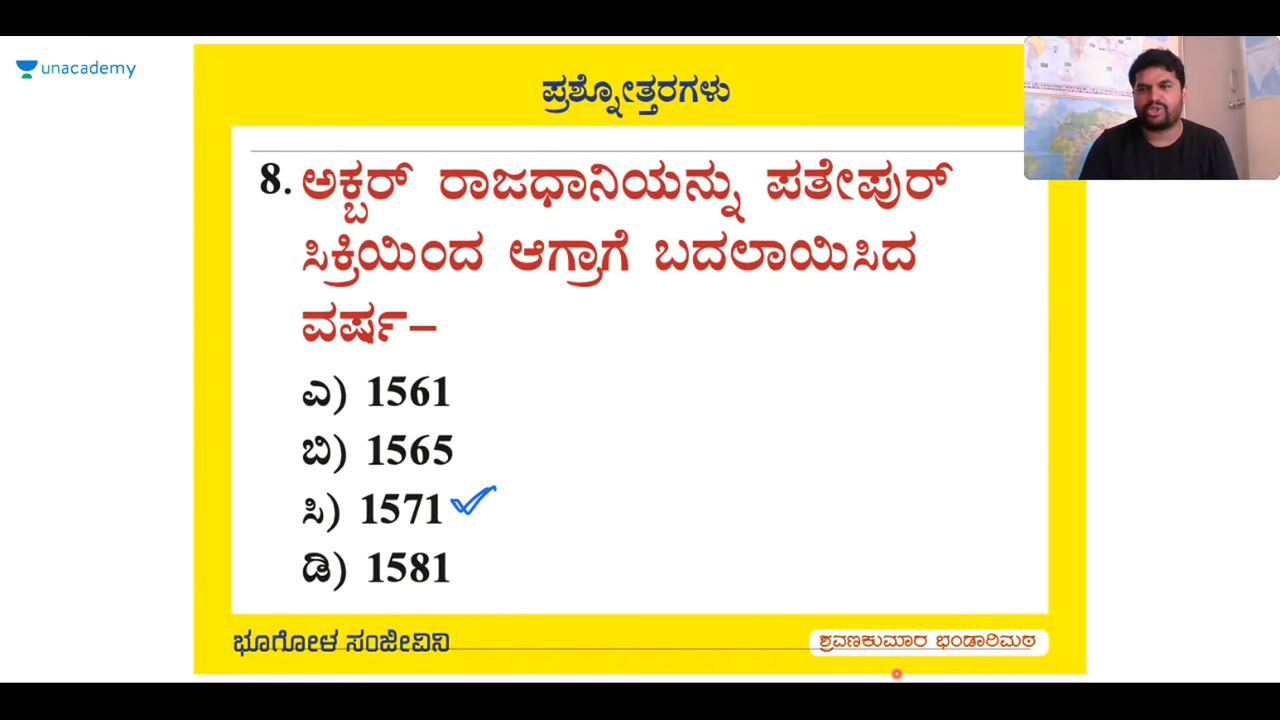 unacademy
ಪ್ರಶ್ನೋತ್ತರಗಳು
8. ಅಕ್ಬರ್ ರಾಜಧಾನಿಯನ್ನು ಪತೇಪುರ್
ಸಿಕ್ರಿಯಿಂದ ಆಗ್ರಾಗೆ ಬದಲಾಯಿಸಿದ
ವರ್ಷ–
ಎ) 1561
ಬಿ) 1565
ಸಿ) 1571
ಡಿ) 1581
ಭೂಗೋಳ ಸಂಜೀವಿನಿ
ಶ್ರವಣಕುಮಾರ ಭಂಡಾರಿಮಠ